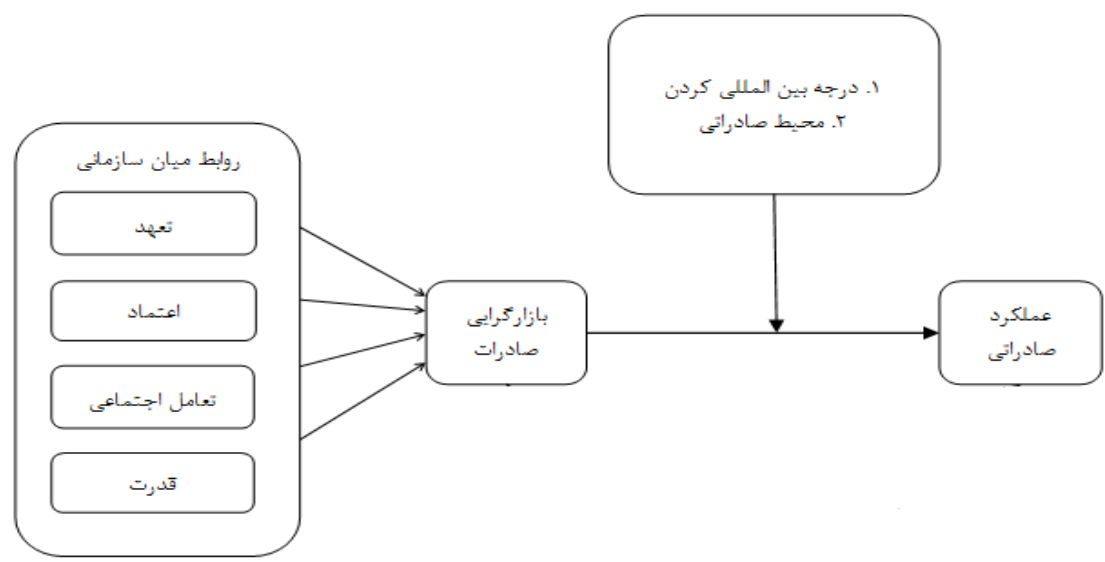 ۱. درجه بین المللی کردن
۲. محیط صادراتی
روابط میان سازمانی
تعهد
اعتماد
تعامل اجتماعی
قدرت
بازارگرایی
صادرات
عملکرد
صادراتی